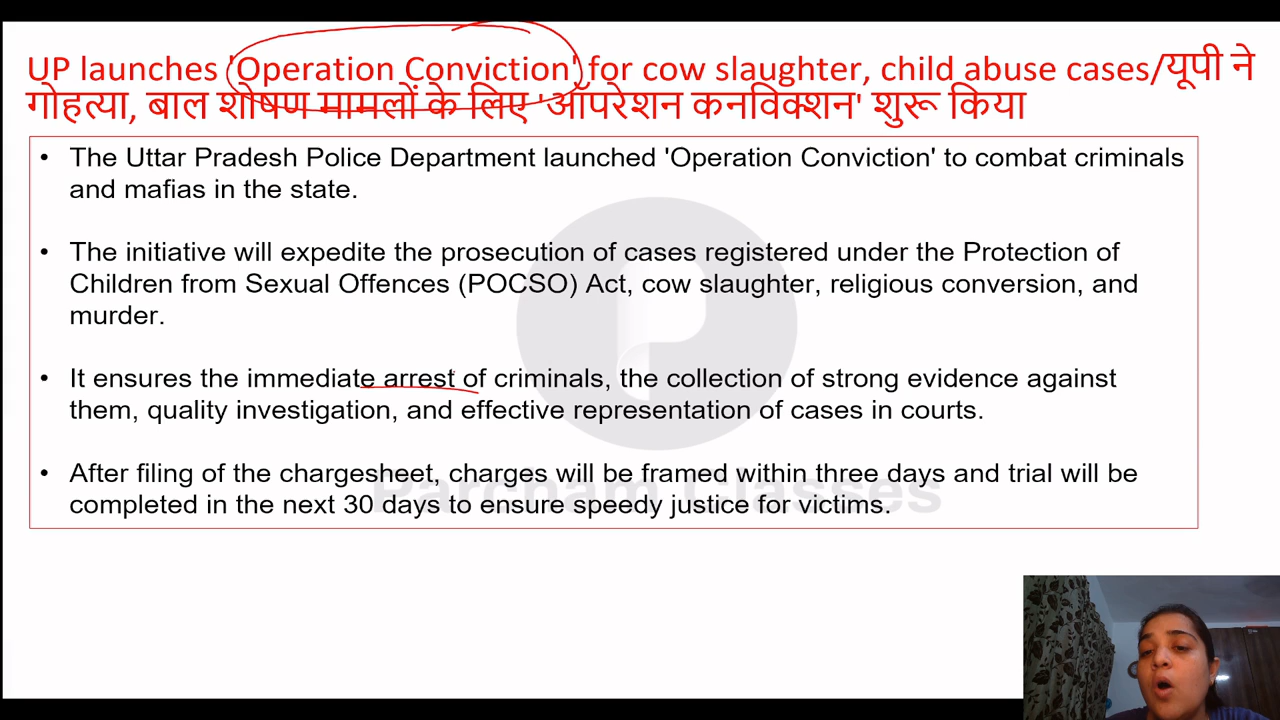 UP launches 'Operation Conviction' for cow slaughter, child abuse cases/यूपी ने
गोहत्या, बाल शोषण मामलों के लिए 'ऑपरेशन कनविक्शन' शुरू किया
• The Uttar Pradesh Police Department launched 'Operation Conviction' to combat criminals
and mafias in the state.
• The initiative will expedite the prosecution of cases registered under the Protection of
Children from Sexual Offences (POCSO) Act, cow slaughter, religious conversion, and
murder.
• It ensures the immediate arrest of criminals, the collection of strong evidence against
them, quality investigation, and effective representation of cases in courts.
• After filing of the chargesheet, charges will be framed within three days and trial will be
completed in the next 30 days to ensure speedy justice for victims.
Parcham Classes